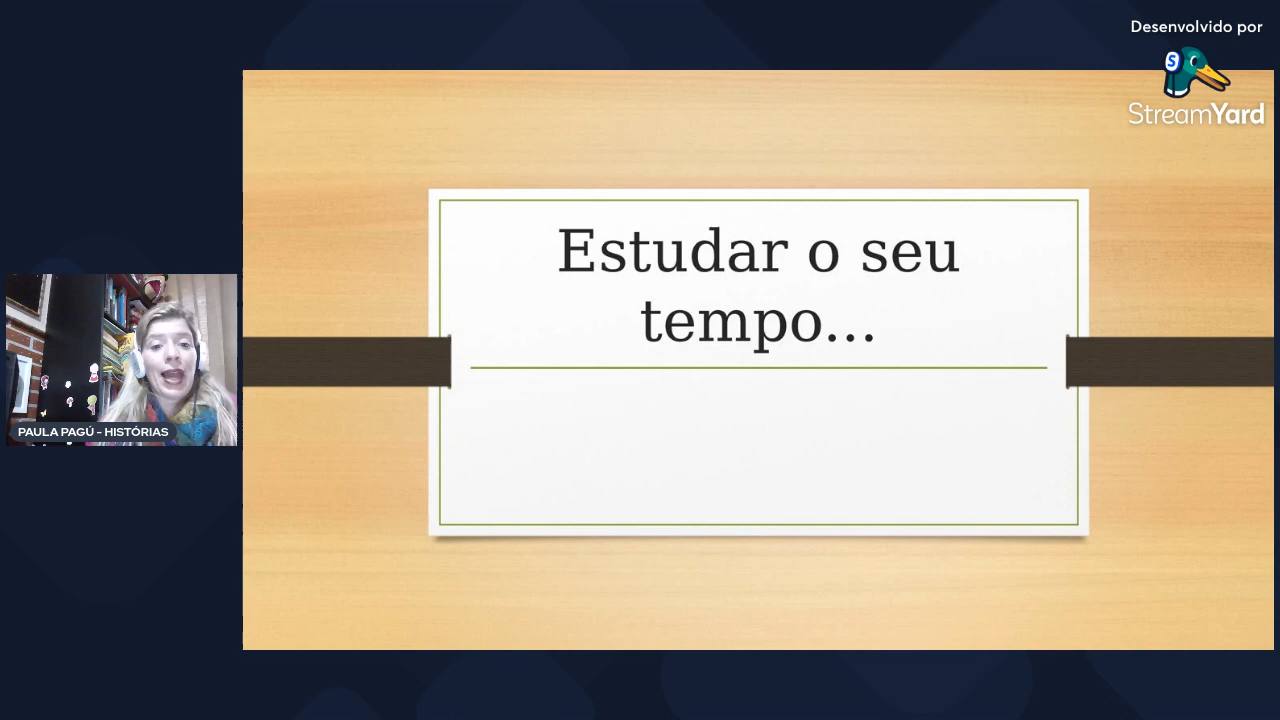 Desenvolvido por
StreamYard
Estudar o seu
tempo...
PAULA PAGÚ - HISTÓRIAS